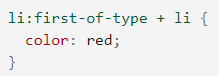 li:first-of-type + li {
  color: red;
}